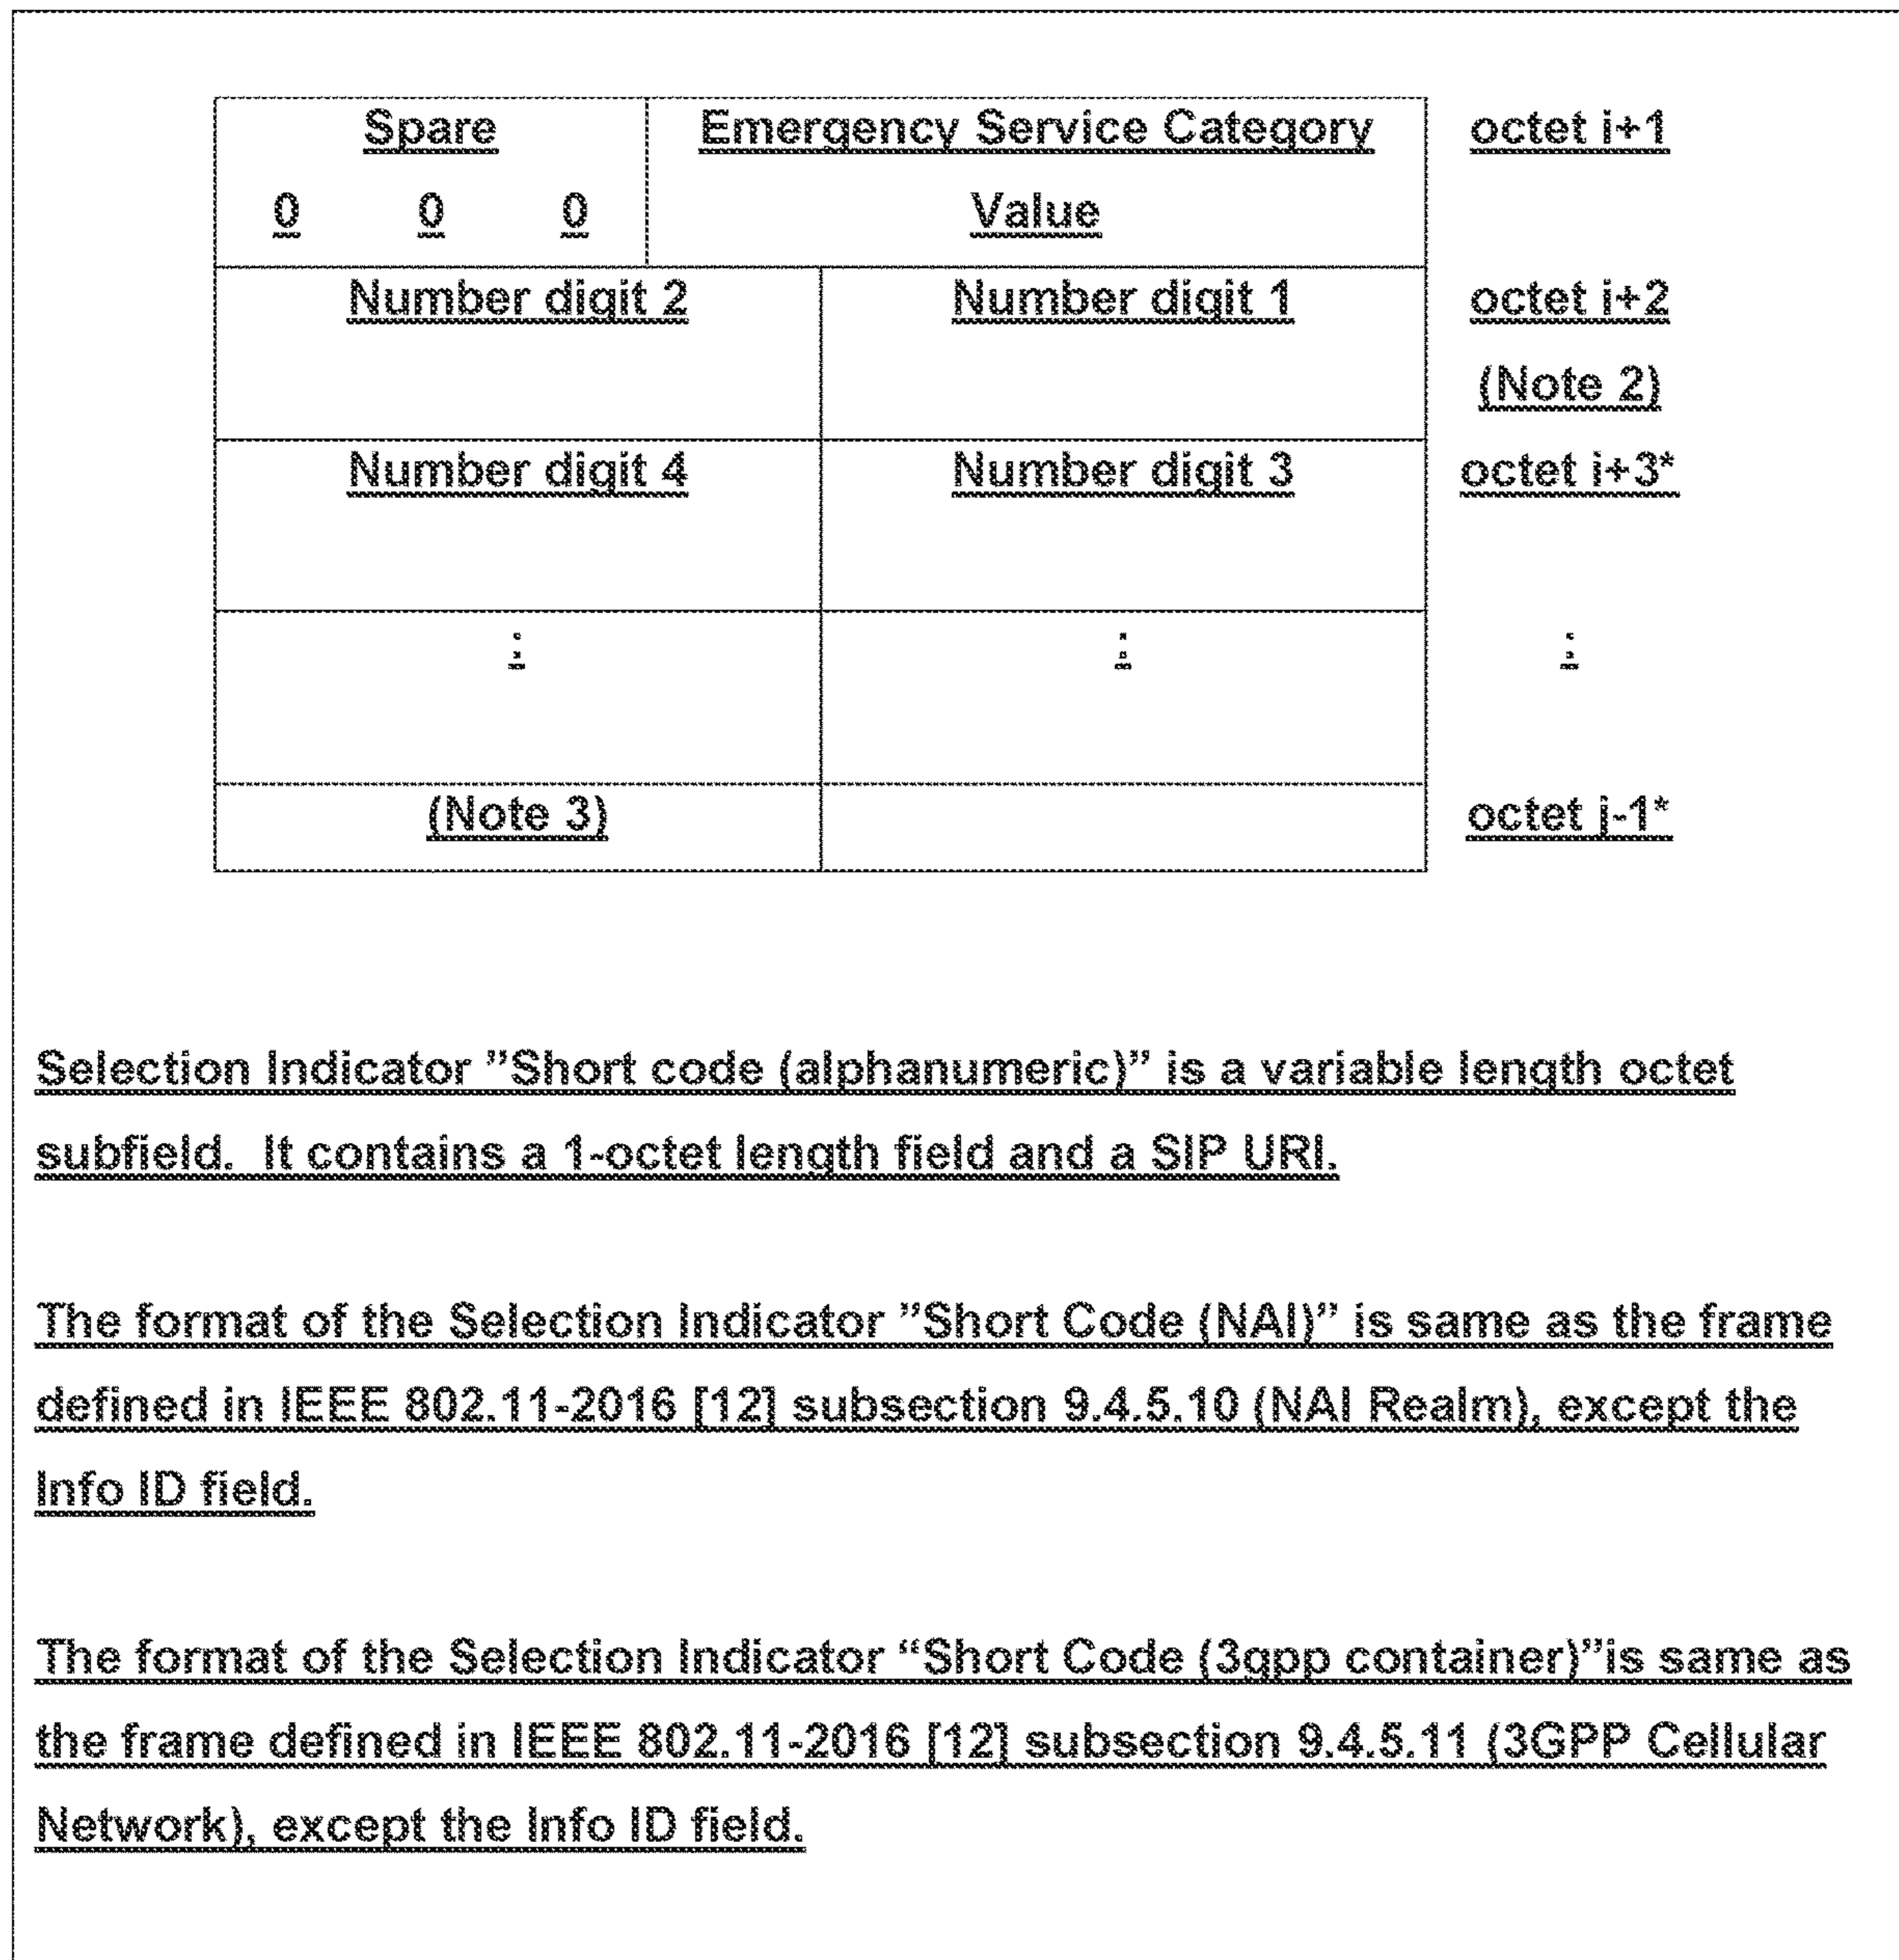 Spare Emergency Service Category octet i+1
0 0 0 Value
Number digit 2 Number digit 1 octet i+2
(Note 2)
Number digit 4 Number digit 3 octet i+3*
: : :
(Note 3) octet j-1*
Selection Indicator ”Short code (alphanumeric)” is a variable length octet
subfield. It contains a 1-octet length field and a SIP URI.
The format of the Selection Indicator ”Short Code (NAI)” is same as the frame
defined in IEEE 802.11-2016 [12] subsection 9.4.5.10 (NAI Realm), except the
Info ID field.
The format of the Selection Indicator “Short Code (3gpp container)”is same as
the frame defined in IEEE 802.11-2016 [12] subsection 9.4.5.11 (3GPP Cellular
Network), except the Info ID field.